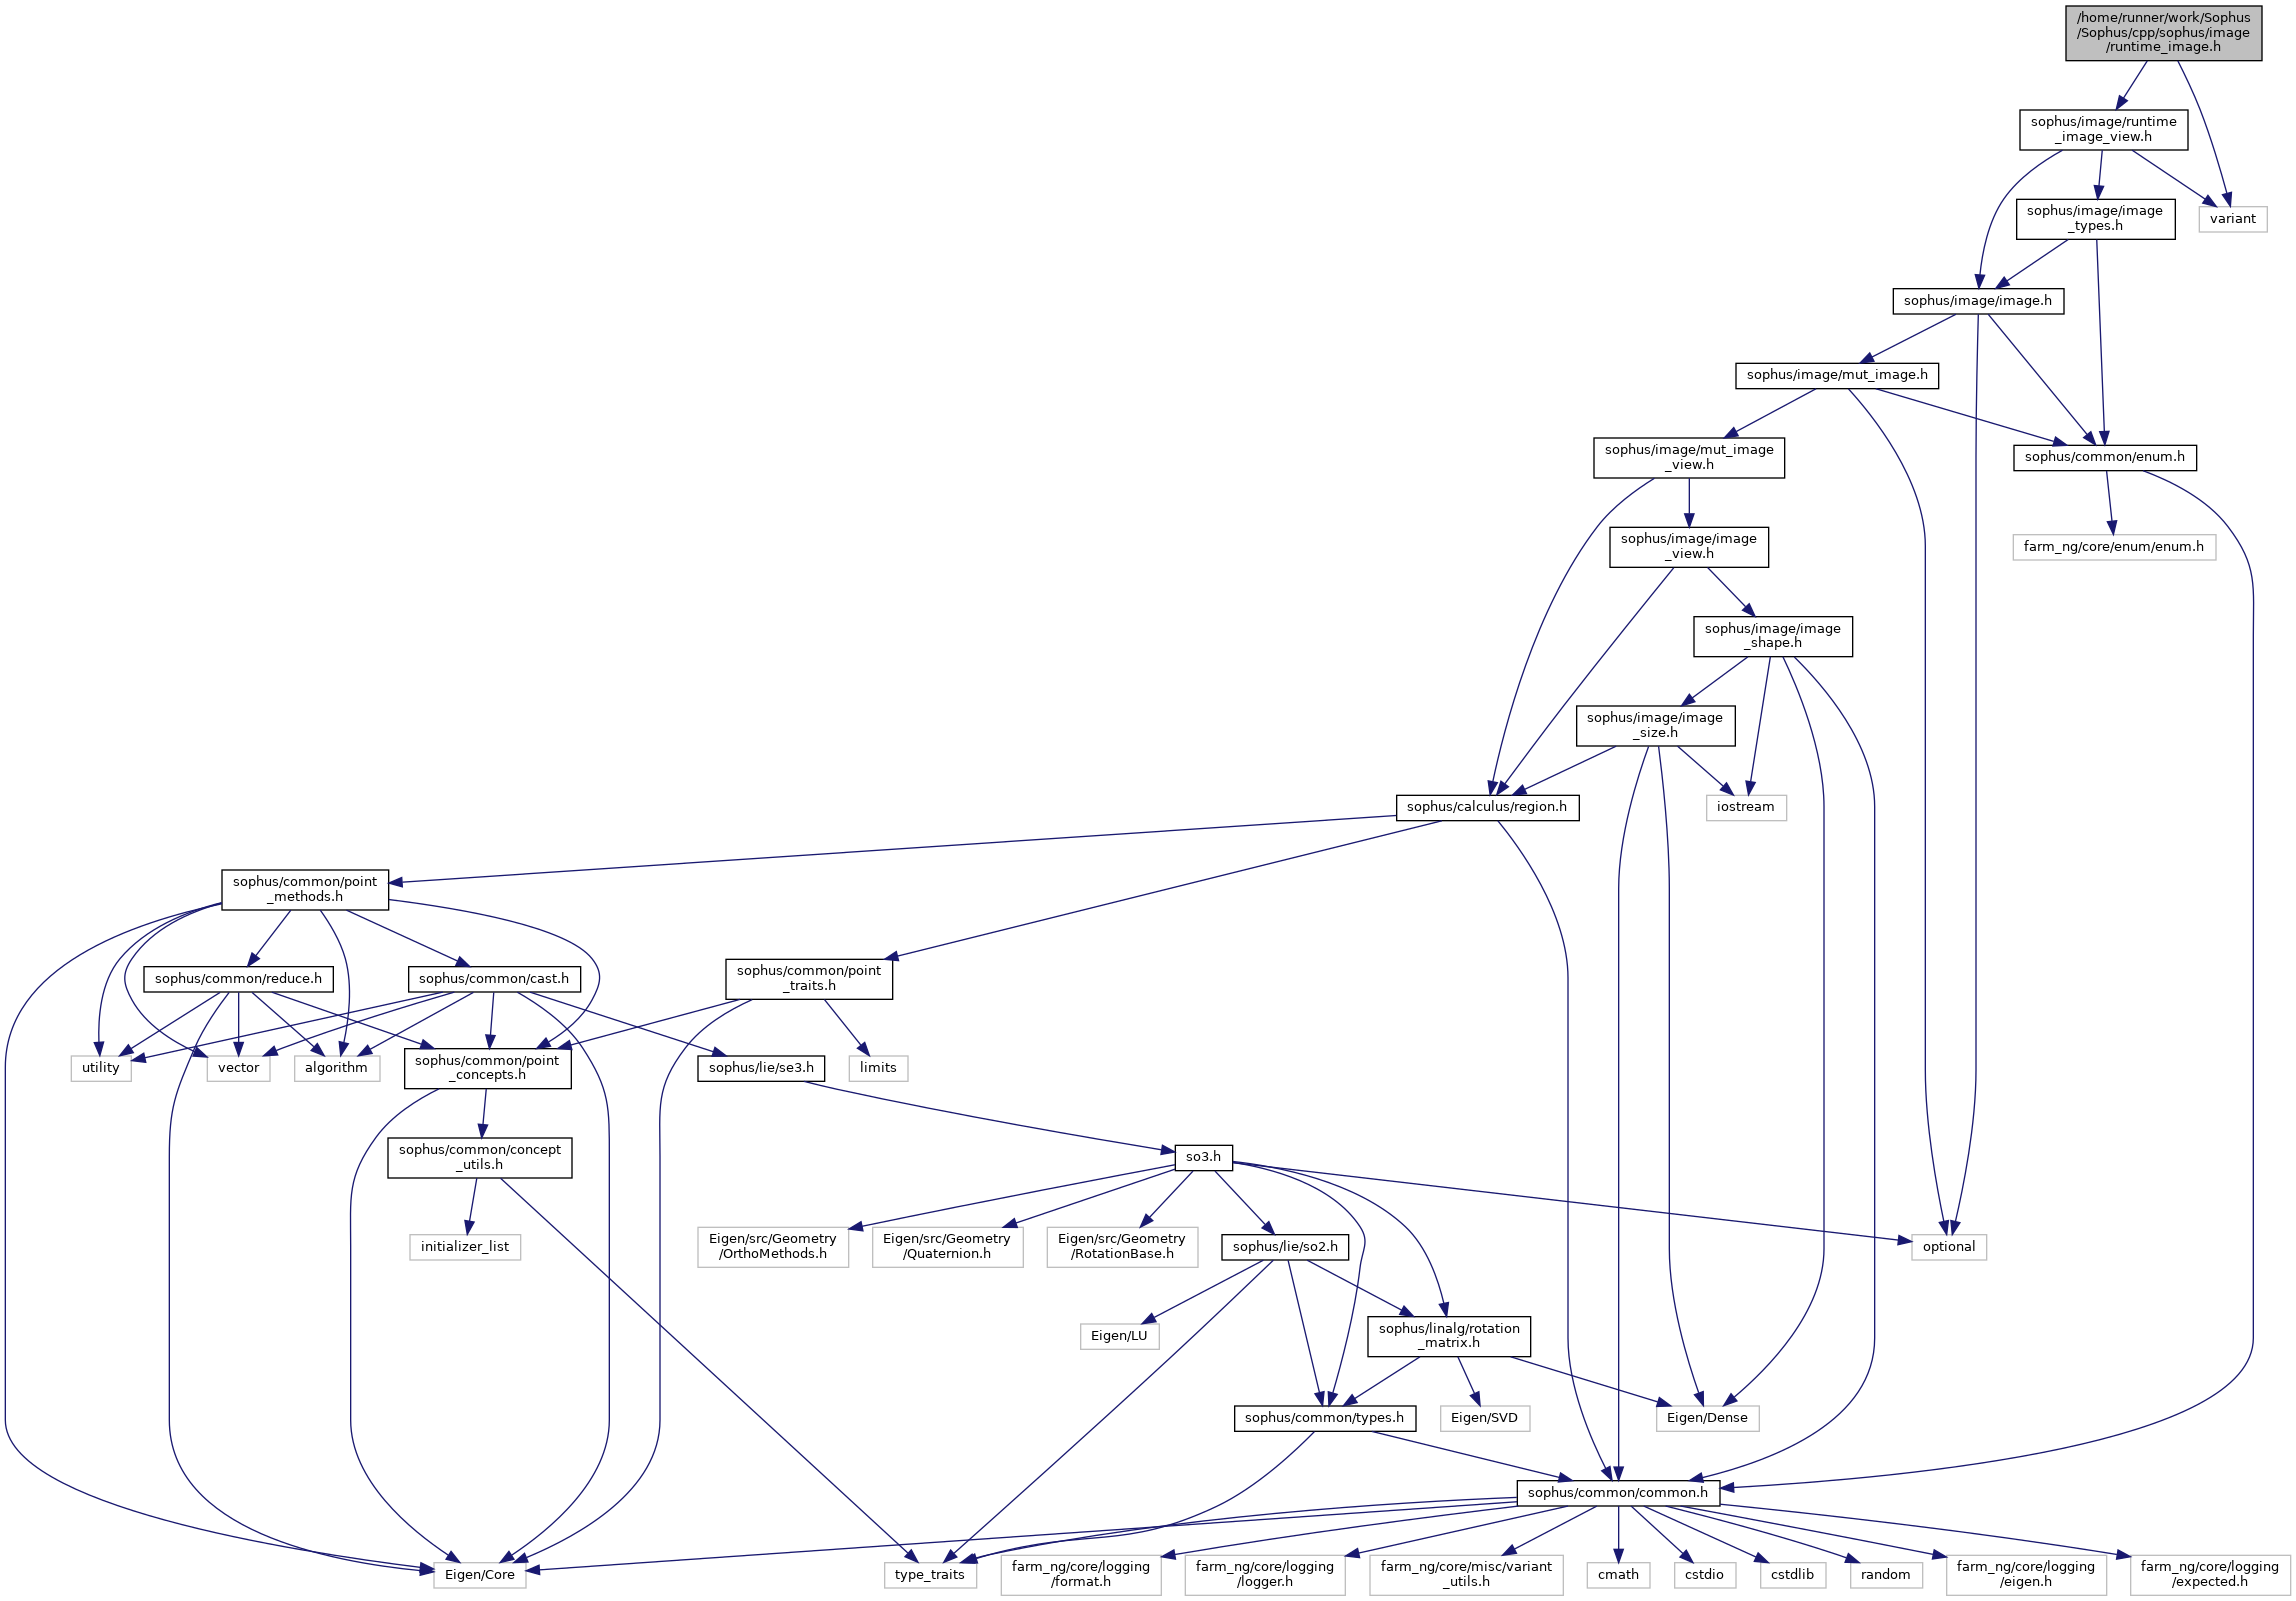 /home/runner/work/Sophus
/Sophus/cpp/sophus/image
/runtime_image.h
sophus/image/runtime
_image_view.h
sophus/image/image
_types.h
variant
sophus/image/image.h
sophus/image/mut_image.h
sophus/image/mut_image
_view.h
sophus/common/enum.h
sophus/image/image
_view.h
farm_ng/core/enum/enum.h
sophus/image/image
_shape.h
sophus/image/image
_size.h
sophus/calculus/region.h
iostream
sophus/common/point
_methods.h
sophus/common/reduce.h
sophus/common/cast.h
sophus/common/point
_traits.h
utility
vector
algorithm
sophus/common/point
_concepts.h
sophus/lie/se3.h
limits
sophus/common/concept
_utils.h
so3.h
initializer_list
Eigen/src/Geometry
/OrthoMethods.h
Eigen/src/Geometry
/Quaternion.h
Eigen/src/Geometry
/RotationBase.h
sophus/lie/so2.h
optional
Eigen/LU
sophus/linalg/rotation
_matrix.h
sophus/common/types.h
Eigen/SVD
Eigen/Dense
sophus/common/common.h
Eigen/Core
type_traits
farm_ng/core/logging
/format.h
farm_ng/core/logging
/logger.h
farm_ng/core/misc/variant
_utils.h
cmath
cstdio
cstdlib
random
farm_ng/core/logging
/eigen.h
farm_ng/core/logging
/expected.h